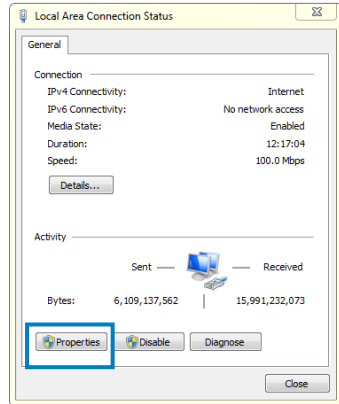 Local Area Connection Status
General
Connection
IPv4 Connectivity: Internet
IPv6 Connectivity: No network access
Media State: Enabled
Duration: 12:17:04
Speed: 100.0 Mbps
Details...
Activity
Sent — Received
Bytes: 6,109,137,562 | 15,991,232,073
Properties Disable Diagnose
Close